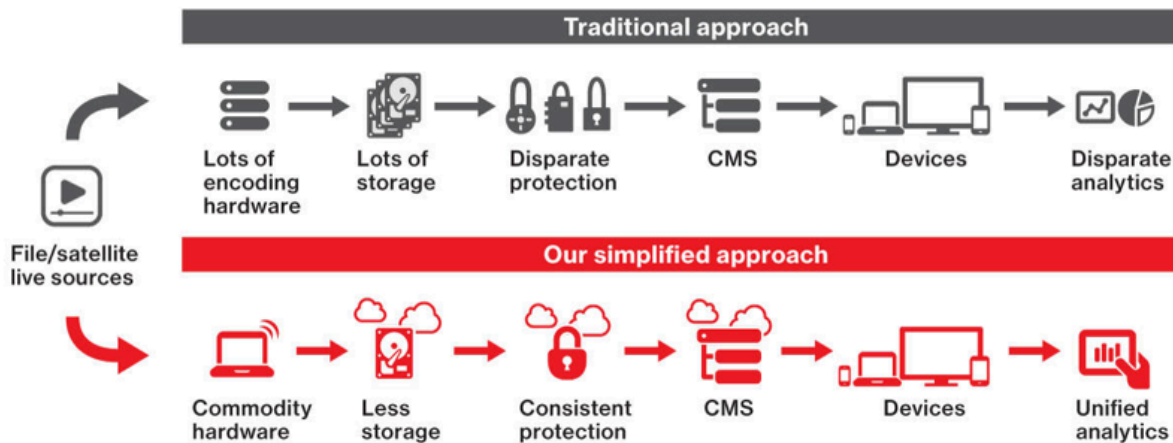 Traditional approach
Lots of
encoding
hardware
Lots of
storage
Disparate
protection
CMS
Devices
Disparate
analytics
File/satellite
live sources
Our simplified approach
Commodity
hardware
Less
storage
Consistent
protection
CMS
Devices
Unified
analytics